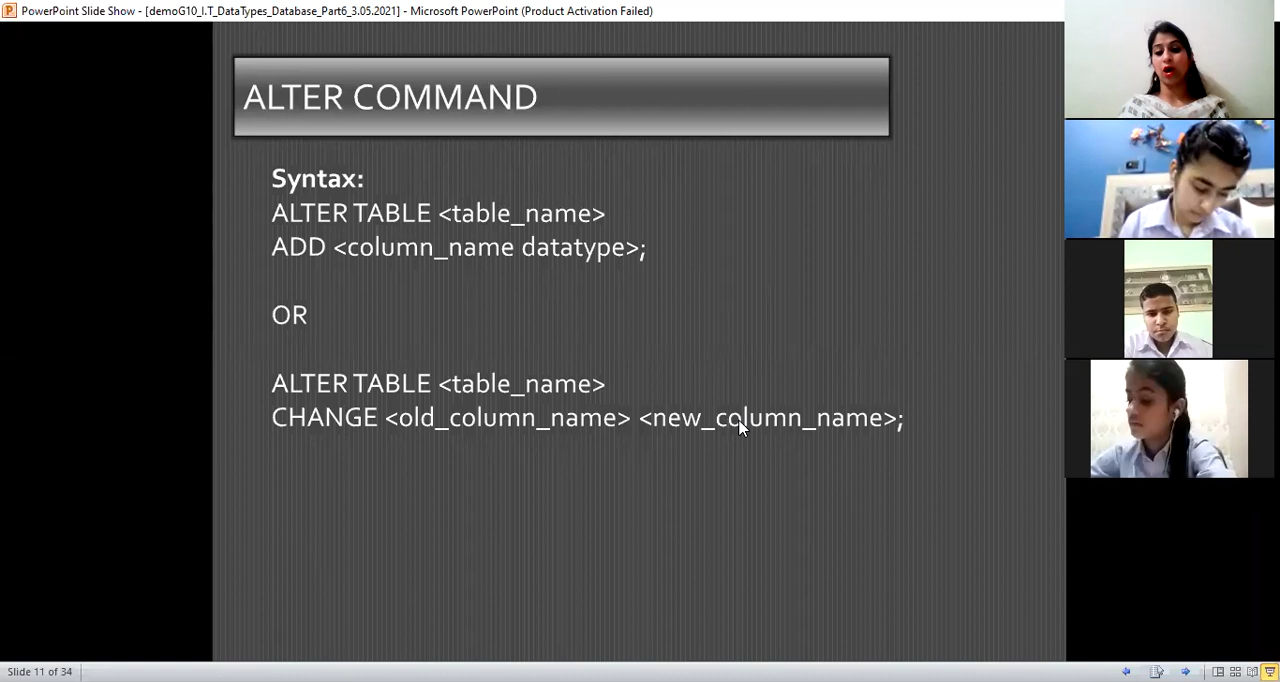 PowerPoint Slide Show - [demoG10_I.T_DataTypes_Database_Part6_3.05.2021] - Microsoft PowerPoint (Product Activation Failed)
ALTER COMMAND
Syntax:
ALTER TABLE <table_name>
ADD <column_name datatype>;
OR
ALTER TABLE <table_name>
CHANGE <old_column_name> <new_column_name>;
Slide 11 of 34